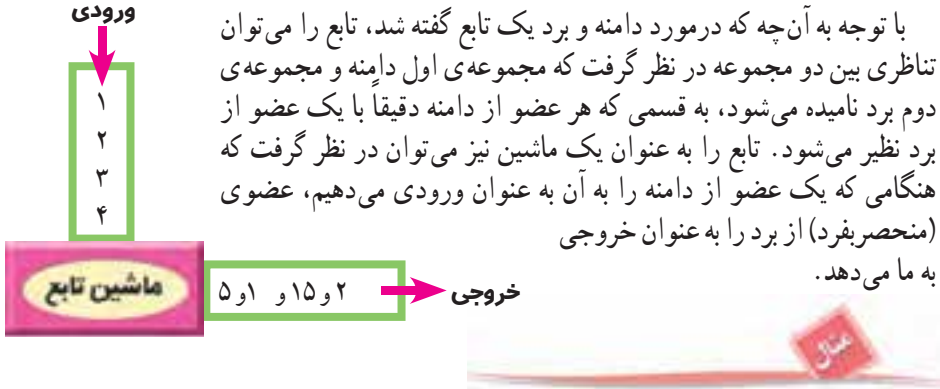 ورودی
با توجه به آن‌چه که درمورد دامنه و برد یک تابع گفته شد، تابع را می‌توان
تناظری بین دو مجموعه در نظر گرفت که مجموعه‌ی اول دامنه و مجموعه‌ی
دوم برد نامیده می‌شود، به قسمی که هر عضو از دامنه دقیقاً با یک عضو از
برد نظیر می‌شود. تابع را به عنوان یک ماشین نیز می‌توان در نظر گرفت که
هنگامی که یک عضو از دامنه را به آن به عنوان ورودی می‌دهیم، عضوی
(منحصربفرد) از برد را به عنوان خروجی
به ما می‌دهد.
۱
۲
۳
۴
ماشین تابع
۲ و ۱۵ و ۱ و ۵
خروجی
مثال